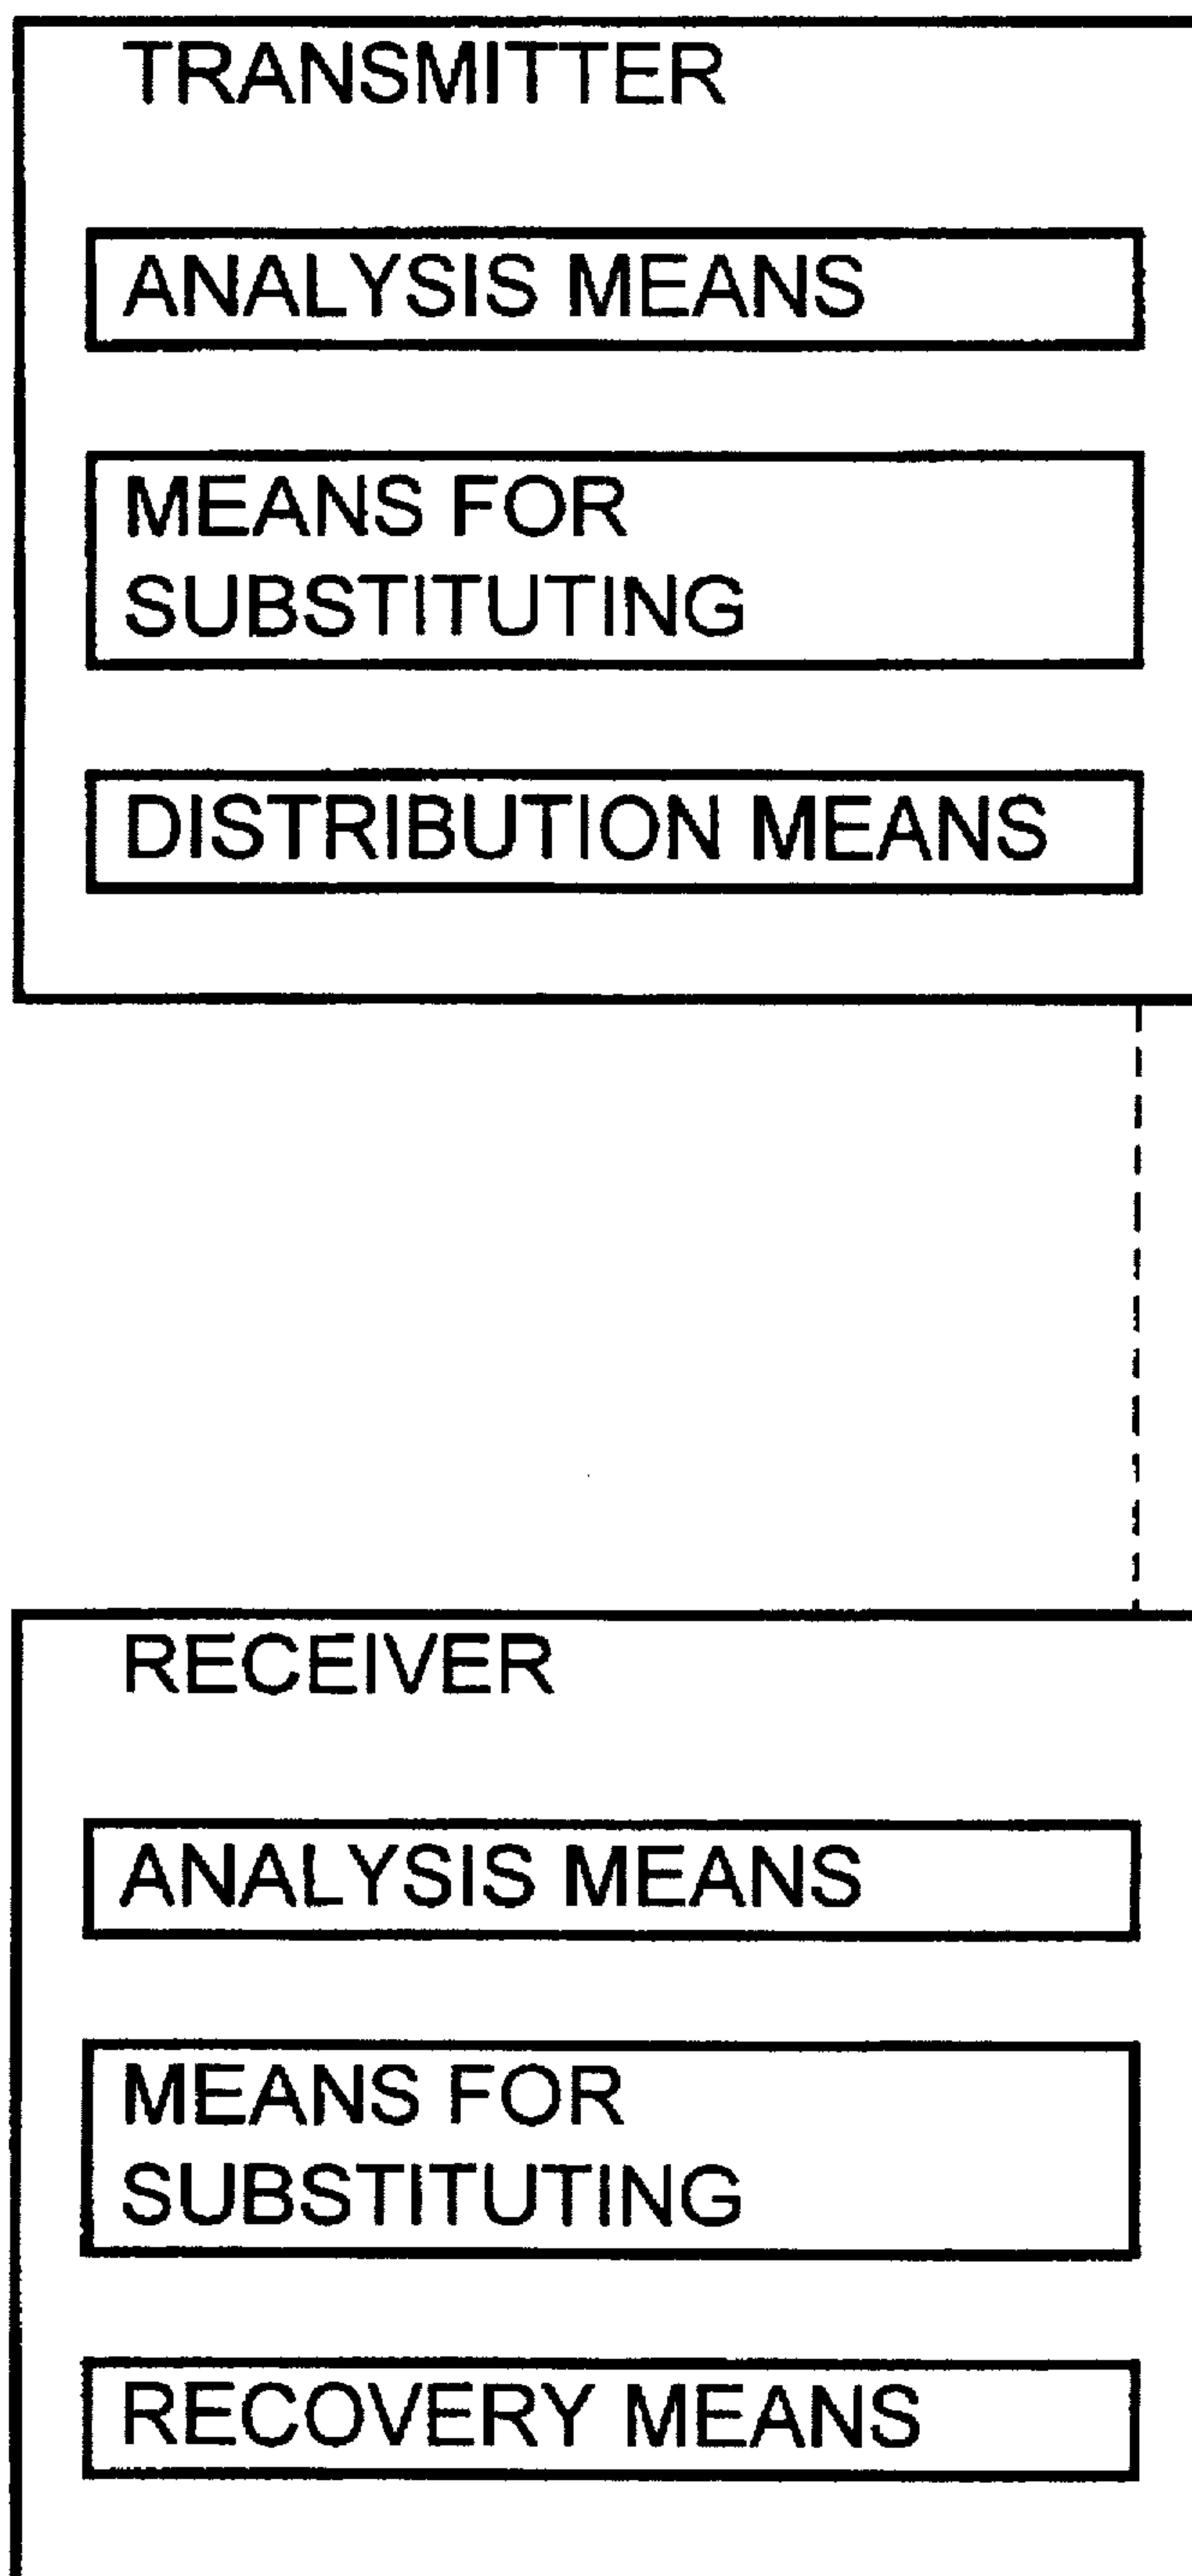 TRANSMITTER
ANALYSIS MEANS
MEANS FOR
SUBSTITUTING
DISTRIBUTION MEANS
RECEIVER
ANALYSIS MEANS
MEANS FOR
SUBSTITUTING
RECOVERY MEANS